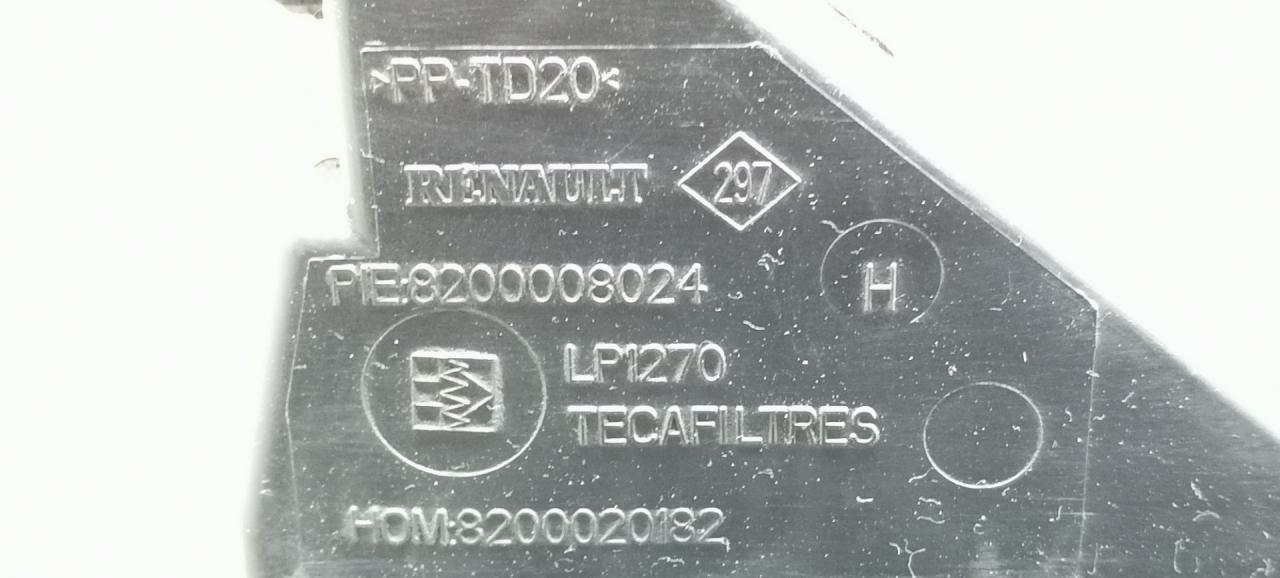 >PP-TD20<
RENAULT 297
PIE:8200008024
H
LP1270
TECAFILTRES
HOM:8200020182